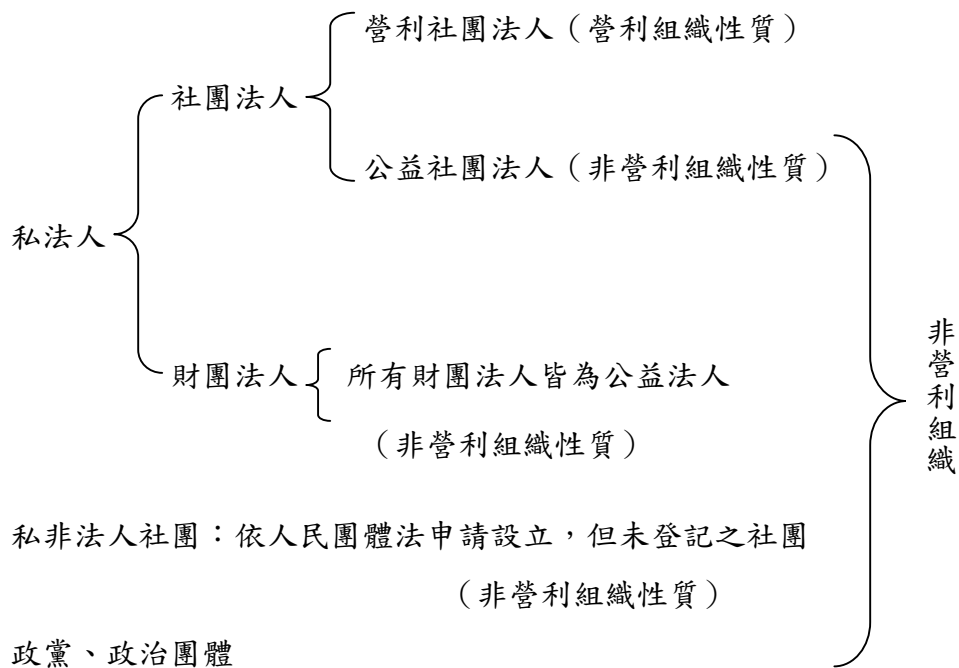 營利社團法人（營利組織性質）
社團法人
公益社團法人（非營利組織性質）
私法人
財團法人
所有財團法人皆為公益法人
（非營利組織性質）
非營利組織
私非法人社團：依人民團體法申請設立，但未登記之社團
（非營利組織性質）
政黨、政治團體